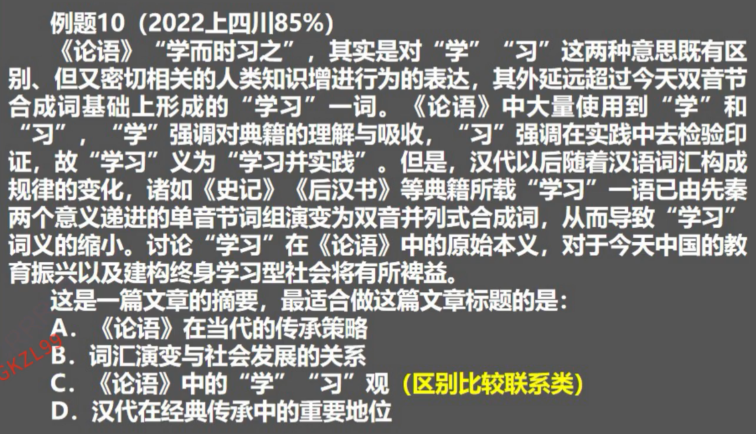 例题10（2022上四川85%）
《论语》“学而时习之”，其实是对“学”“习”这两种意思既有区
别、但又密切相关的人类知识增进行为的表达，其外延远超过今天双音节
合成词基础上形成的“学习”一词。《论语》中大量使用到“学”和
“习”，“学”强调对典籍的理解与吸收，“习”强调在实践中去检验印
证，故“学习”义为“学习并实践”。但是，汉代以后随着汉语词汇构成
规律的变化，诸如《史记》《后汉书》等典籍所载“学习”一语已由先秦
两个意义递进的单音节词组演变为双音并列式合成词，从而导致“学习”
词义的缩小。讨论“学习”在《论语》中的原始本义，对于今天中国的教
育振兴以及建构终身学习型社会将有所裨益。
这是一篇文章的摘要，最适合做这篇文章标题的是：
A．《论语》在当代的传承策略
B．词汇演变与社会发展的关系
C．《论语》中的“学”“习”观（区别比较联系类）
D．汉代在经典传承中的重要地位
GKZL99